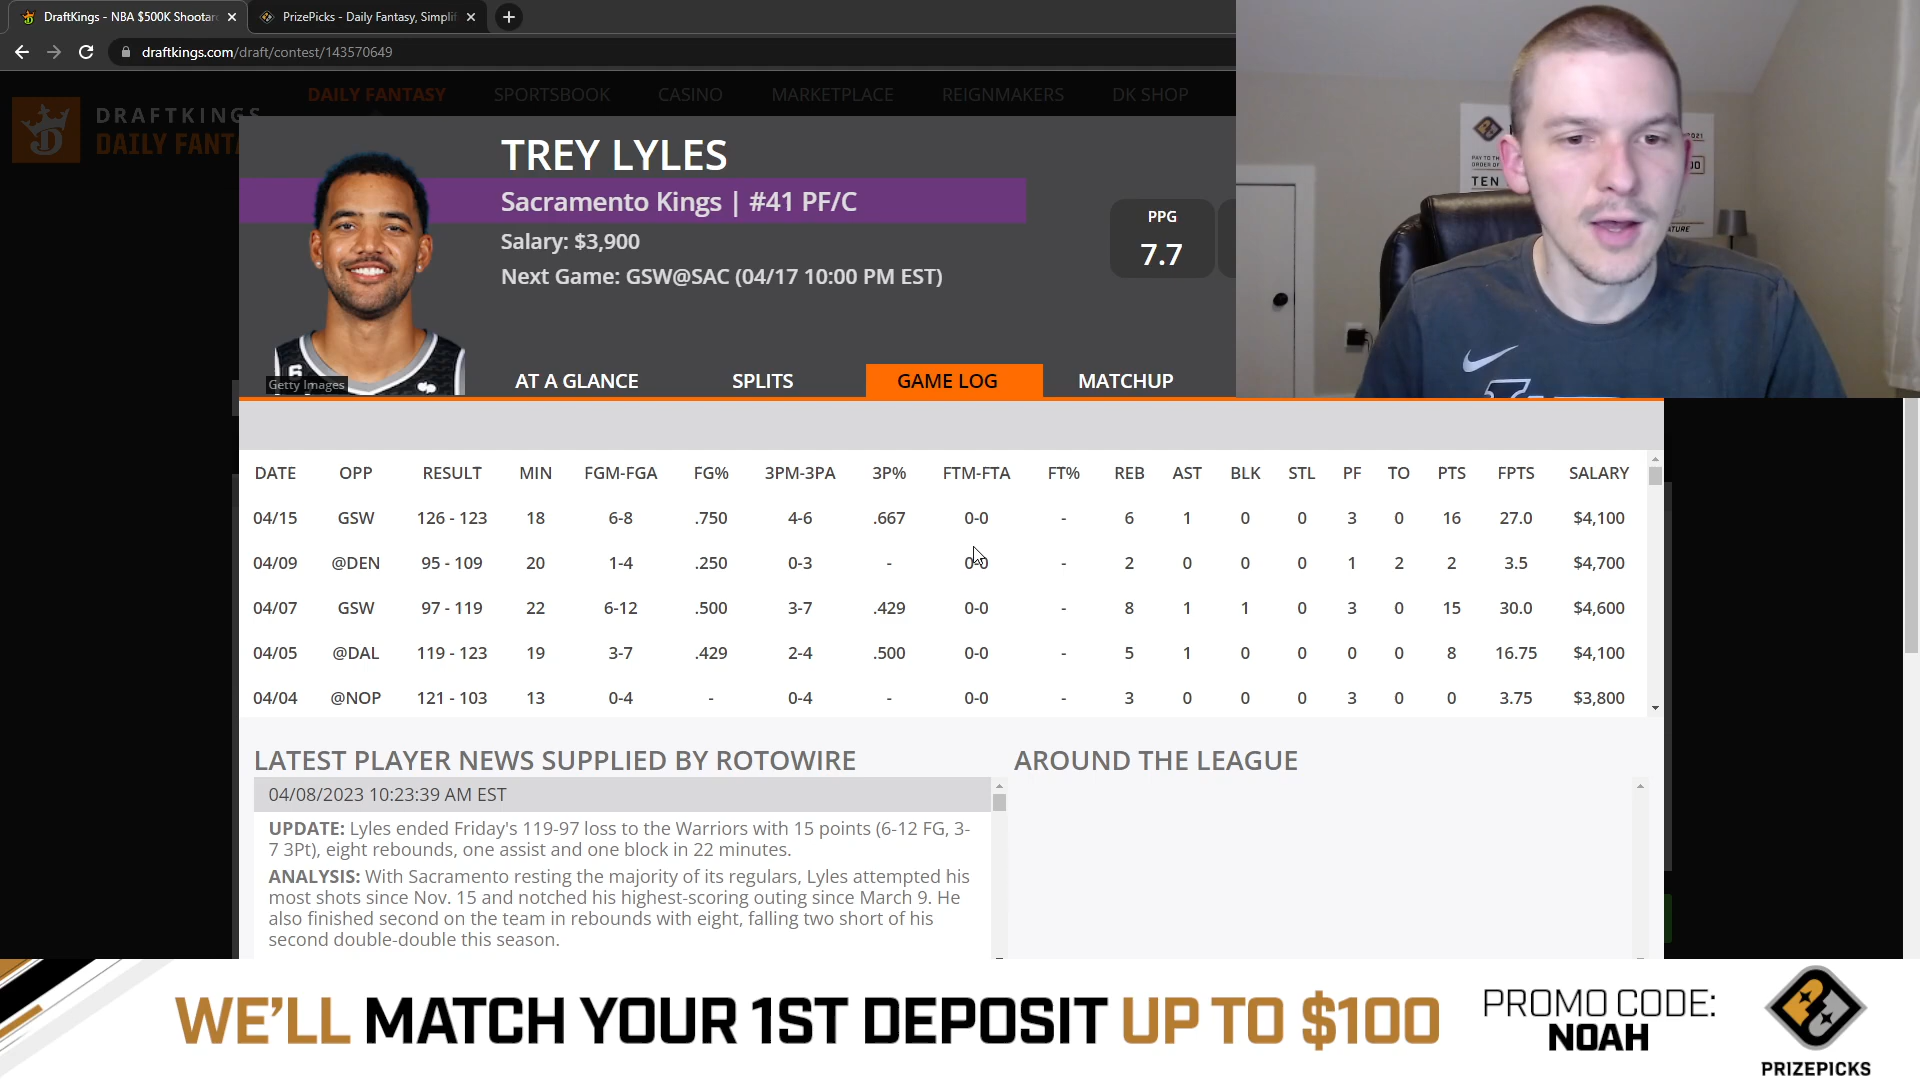 DraftKings - NBA $500K Shootar
PrizePicks - Daily Fantasy, Simplif
draftkings.com/draft/contest/143570649
DAILY FANTASY SPORTSBOOK CASINO MARKETPLACE REIGNMAKERS DK SHOP
DRAFTKINGS
DAILY FANTA
TREY LYLES
Sacramento Kings | #41 PF/C
Salary: $3,900
Next Game: GSW@SAC (04/17 10:00 PM EST)
PPG
7.7
Getty Images
AT A GLANCE SPLITS GAME LOG MATCHUP
DATE OPP RESULT MIN FGM-FGA FG% 3PM-3PA 3P% FTM-FTA FT% REB AST BLK STL PF TO PTS FPTS SALARY
04/15 GSW 126 - 123 18 6-8 .750 4-6 .667 0-0 - 6 1 0 0 3 0 16 27.0 $4,100
04/09 @DEN 95 - 109 20 1-4 .250 0-3 - 0-0 - 2 0 0 0 1 2 2 3.5 $4,700
04/07 GSW 97 - 119 22 6-12 .500 3-7 .429 0-0 - 8 1 1 0 3 0 15 30.0 $4,600
04/05 @DAL 119 - 123 19 3-7 .429 2-4 .500 0-0 - 5 1 0 0 0 0 8 16.75 $4,100
04/04 @NOP 121 - 103 13 0-4 - 0-4 - 0-0 - 3 0 0 0 3 0 0 3.75 $3,800
LATEST PLAYER NEWS SUPPLIED BY ROTOWIRE
04/08/2023 10:23:39 AM EST
UPDATE: Lyles ended Friday's 119-97 loss to the Warriors with 15 points (6-12 FG, 3-
7 3Pt), eight rebounds, one assist and one block in 22 minutes.
ANALYSIS: With Sacramento resting the majority of its regulars, Lyles attempted his
most shots since Nov. 15 and notched his highest-scoring outing since March 9. He
also finished second on the team in rebounds with eight, falling two short of his
second double-double this season.
AROUND THE LEAGUE
2021
PAY TO THE
ORDER OF
TEN
WE'LL MATCH YOUR 1ST DEPOSIT UP TO $100
PROMO CODE:
NOAH
PRIZEPICKS